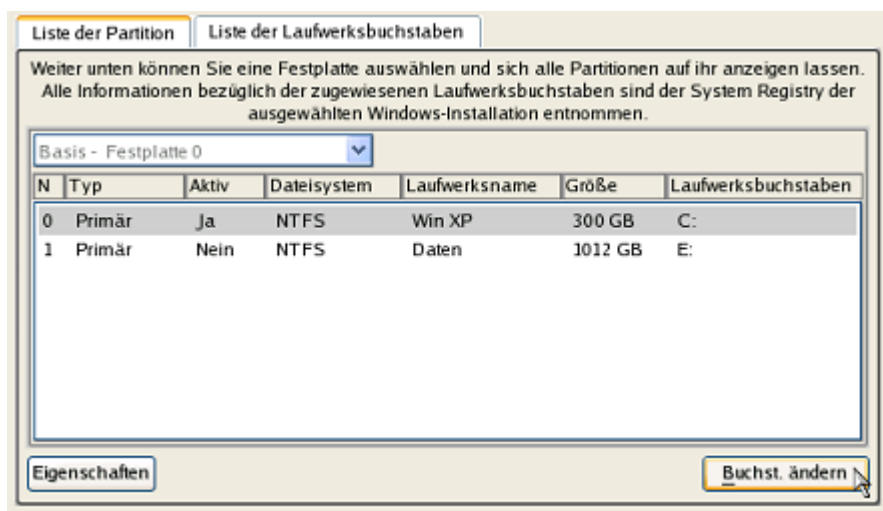 Liste der Partition Liste der Laufwerksbuchstaben
Weiter unten können Sie eine Festplatte auswählen und sich alle Partitionen auf ihr anzeigen lassen.
Alle Informationen bezüglich der zugewiesenen Laufwerksbuchstaben sind der System Registry der
ausgewählten Windows-Installation entnommen.
Basis - Festplatte 0
N Typ Aktiv Dateisystem Laufwerksname Größe Laufwerksbuchstaben
0 Primär Ja NTFS Win XP 300 GB C:
1 Primär Nein NTFS Daten 1012 GB E:
Eigenschaften Buchst. ändern